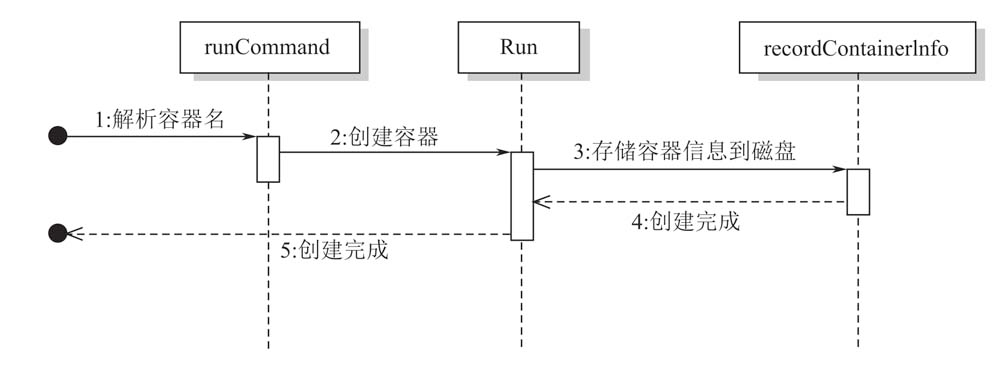 runCommand
Run
recordContainerlnfo
1:解析容器名
2:创建容器
3:存储容器信息到磁盘
4:创建完成
5:创建完成